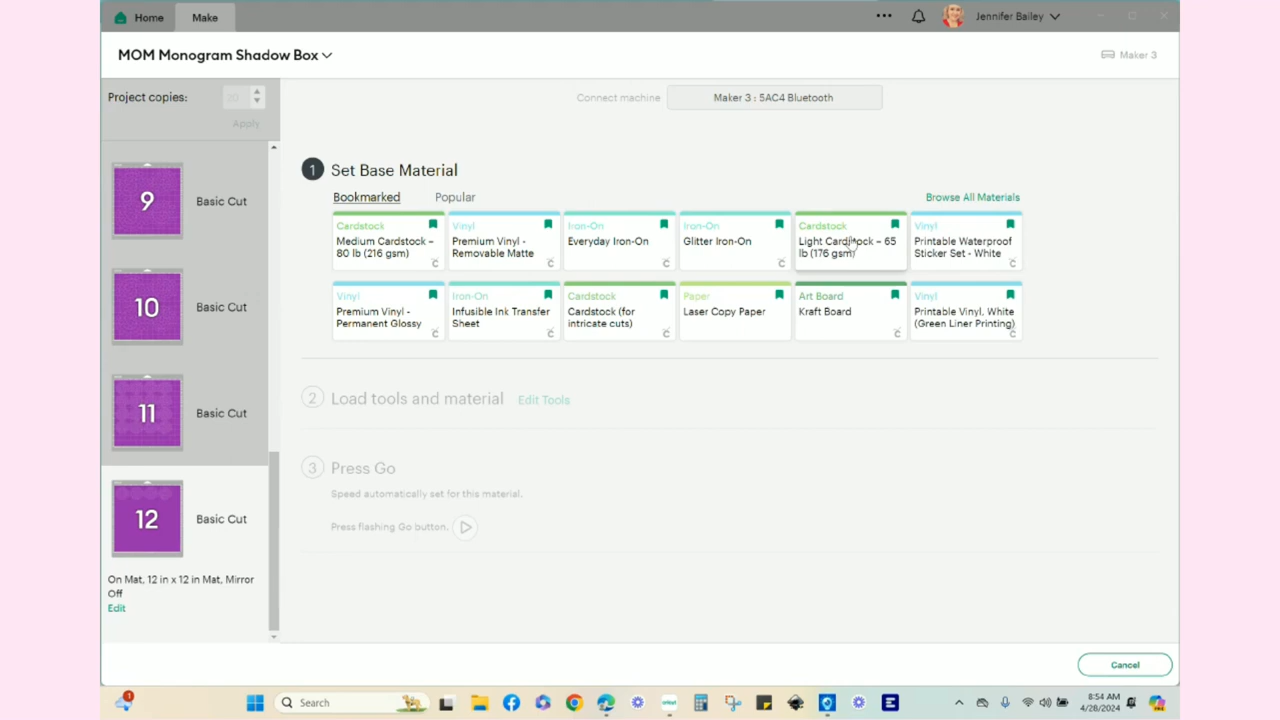 Home
Make
Jennifer Bailey
MOM Monogram Shadow Box
Maker 3
Project copies:
20
Apply
Connect machine
Maker 3 : 5AC4 Bluetooth
9
Basic Cut
10
Basic Cut
11
Basic Cut
12
Basic Cut
On Mat, 12 in x 12 in Mat, Mirror
Off
Edit
1
Set Base Material
Bookmarked
Popular
Browse All Materials
Cardstock
Medium Cardstock –
80 lb (216 gsm)
Vinyl
Premium Vinyl -
Removable Matte
Iron-On
Everyday Iron-On
Iron-On
Glitter Iron-On
Cardstock
Light Cardstock – 65
lb (176 gsm)
Vinyl
Printable Waterproof
Sticker Set - White
Vinyl
Premium Vinyl -
Permanent Glossy
Iron-On
Infusible Ink Transfer
Sheet
Cardstock
Cardstock (for
intricate cuts)
Paper
Laser Copy Paper
Art Board
Kraft Board
Vinyl
Printable Vinyl, White
(Green Liner Printing)
2
Load tools and material
Edit Tools
3
Press Go
Speed automatically set for this material.
Press flashing Go button.
Cancel
1
Search
8:54 AM
4/28/2024